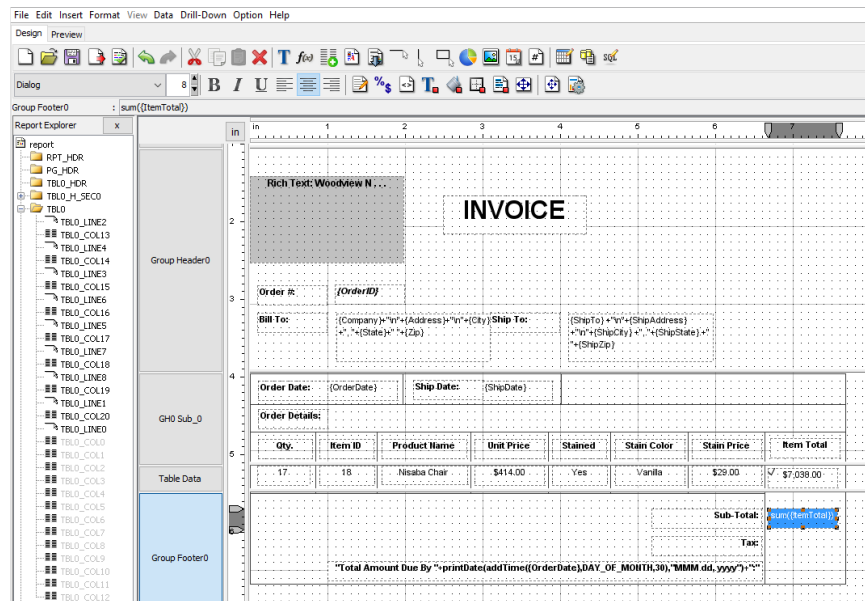 File Edit Insert Format View Data Drill-Down Option Help
Design Preview
Dialog 8 B I U
Group Footer0 : sum({ItemTotal})
Report Explorer x
in
in 1 2 3 4 5 6 7
report
RPT_HDR
PG_HDR
TBL0_HDR
TBL0_H_SEC0
TBL0
TBL0_LINE2
TBL0_COL13
TBL0_LINE4
TBL0_COL14
TBL0_LINE3
TBL0_COL15
TBL0_LINE6
TBL0_COL16
TBL0_LINE5
TBL0_COL17
TBL0_LINE7
TBL0_COL18
TBL0_LINE8
TBL0_COL19
TBL0_LINE1
TBL0_COL20
TBL0_LINE0
TBL0_COL0
TBL0_COL1
TBL0_COL2
TBL0_COL3
TBL0_COL4
TBL0_COL5
TBL0_COL6
TBL0_COL7
TBL0_COL8
TBL0_COL9
TBL0_COL10
TBL0_COL11
TBL0_COL12
Group Header0
GH0 Sub_0
Table Data
Group Footer0
2
3
4
5
6
Rich Text: Woodview N . . .
INVOICE
Order #: {OrderID}
Bill To: {Company}+"\n"+{Address}+"\n"+{City}
+", "+{State}+" "+{Zip}
Ship To: {ShipTo} +"\n"+{ShipAddress}
+"\n"+{ShipCity} +", "+{ShipState} +"
"+{ShipZip}
Order Date: {OrderDate} Ship Date: {ShipDate}
Order Details:
Qty. Item ID Product Name Unit Price Stained Stain Color Stain Price Item Total
17 18 Nisaba Chair $414.00 Yes Vanilla $29.00 $7,038.00
Sub-Total: sum({ItemTotal})
Tax:
"Total Amount Due By "+printDate(addTime({OrderDate},DAY_OF_MONTH,30),"MMM dd, yyyy")+":"